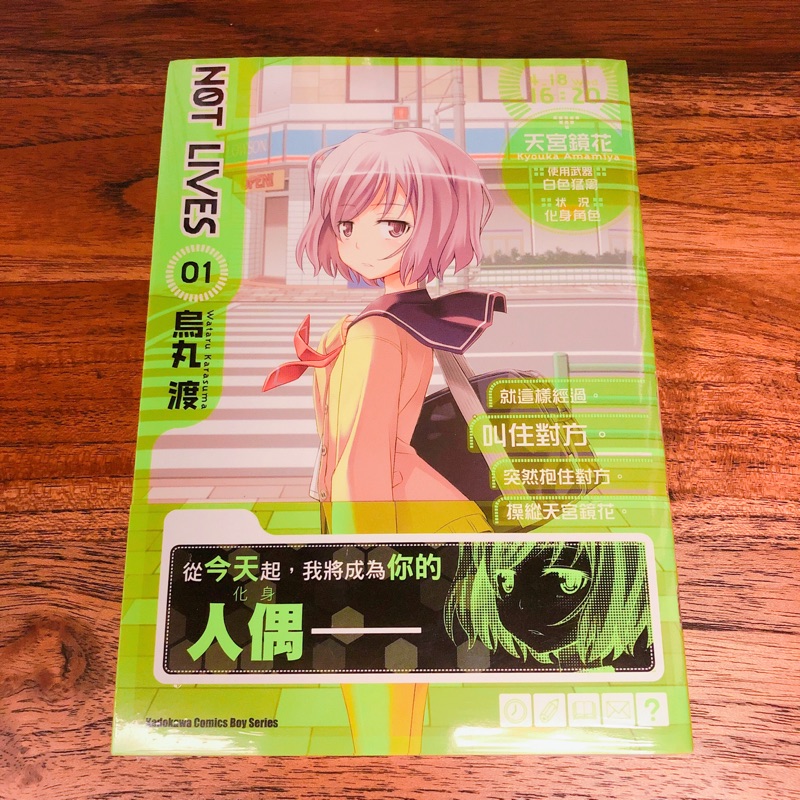 NOT LIVES
01
烏丸 渡
Wataru Karasuma
18
16:20
天宮鏡花
Kyouka Amamiya
使用武器
白色猛獨
狀況
化身角色
就這樣經過。
叫住對方。
突然抱住對方。
操縱天宮鏡花。
從今天起,我將成為你的
化身
人偶——
Kadokawa Comics Boy Series
?